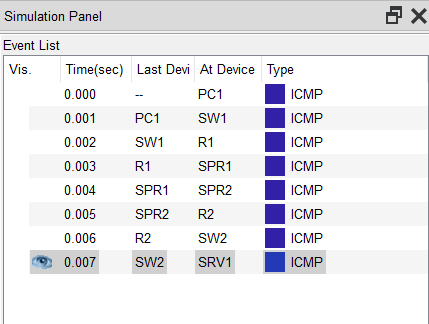 Simulation Panel
Event List
Vis. Time(sec) Last Devi At Device Type
0.000 -- PC1 ICMP
0.001 PC1 SW1 ICMP
0.002 SW1 R1 ICMP
0.003 R1 SPR1 ICMP
0.004 SPR1 SPR2 ICMP
0.005 SPR2 R2 ICMP
0.006 R2 SW2 ICMP
0.007 SW2 SRV1 ICMP